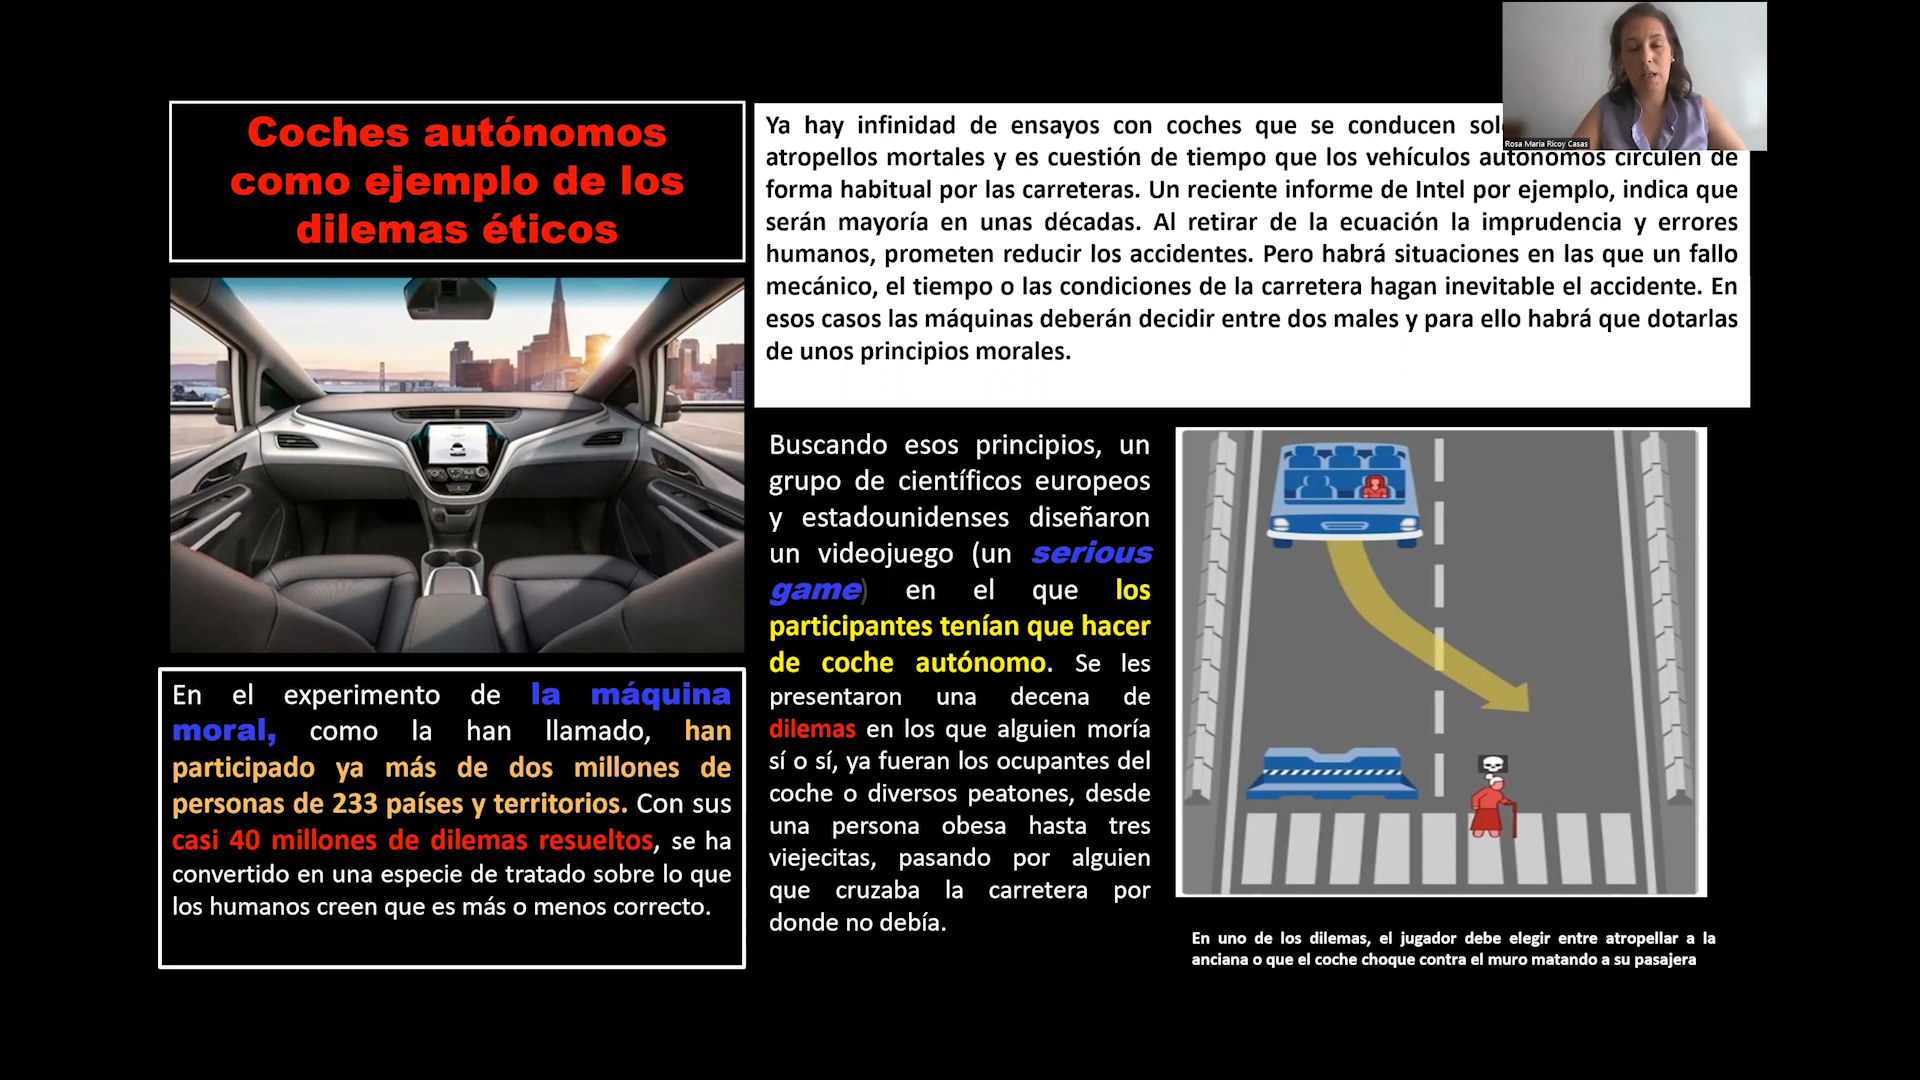 Coches autónomos
como ejemplo de los
dilemas éticos
Ya hay infinidad de ensayos con coches que se conducen
atropellos mortales y es cuestión de tiempo que los vehículos autónomos circulen de
forma habitual por las carreteras. Un reciente informe de Intel por ejemplo, indica que
serán mayoría en unas décadas. Al retirar de la ecuación la imprudencia y errores
humanos, prometen reducir los accidentes. Pero habrá situaciones en las que un fallo
mecánico, el tiempo o las condiciones de la carretera hagan inevitable el accidente. En
esos casos las máquinas deberán decidir entre dos males y para ello habrá que dotarlas
de unos principios morales.
Rosa María Ricoy Casas
En el experimento de la máquina
moral, como la han llamado, han
participado ya más de dos millones de
personas de 233 países y territorios. Con sus
casi 40 millones de dilemas resueltos, se ha
convertido en una especie de tratado sobre lo que
los humanos creen que es más o menos correcto.
Buscando esos principios, un
grupo de científicos europeos
y estadounidenses diseñaron
un videojuego (un serious
game) en el que los
participantes tenían que hacer
de coche autónomo. Se les
presentaron una decena de
dilemas en los que alguien moría
sí o sí, ya fueran los ocupantes del
coche o diversos peatones, desde
una persona obesa hasta tres
viejecitas, pasando por alguien
que cruzaba la carretera por
donde no debía.
En uno de los dilemas, el jugador debe elegir entre atropellar a la
anciana o que el coche choque contra el muro matando a su pasajera